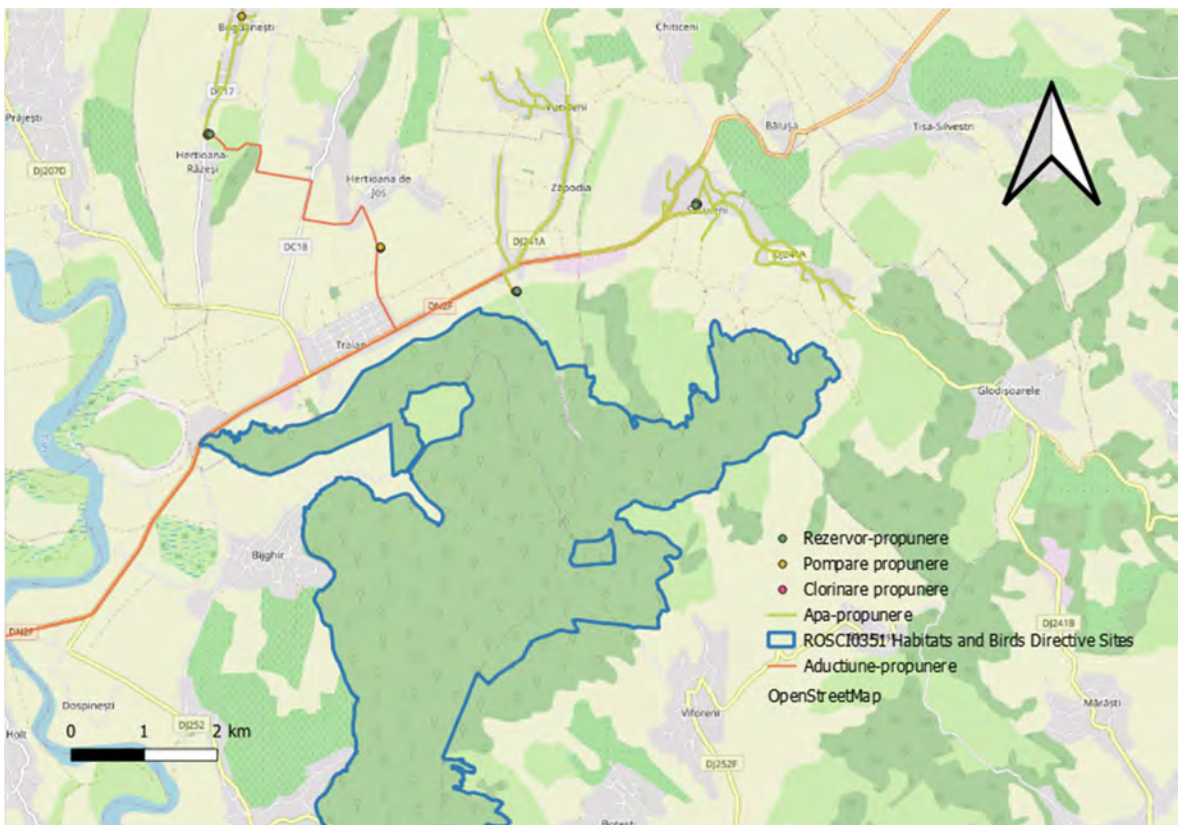 Bogdănești
Chiticeni
DC17
Prăjești
Bălușa
Tisa-Silvestri
Hertioana-
Răzeși
DJ207D
Hertioana de
Jos
Zăpodia
DC18
DJ241A
DJ241A
DN2F
Traian
Glodișoarele
Bijghir
Rezervor-propunere
Pompare propunere
Clorinare propunere
Apa-propunere
ROSCI0351 Habitats and Birds Directive Sites
Aductiune-propunere
OpenStreetMap
DJ241B
DN2F
Dospinești
Holt
DJ252
Viforeni
Mărăști
0 1 2 km
DJ252F